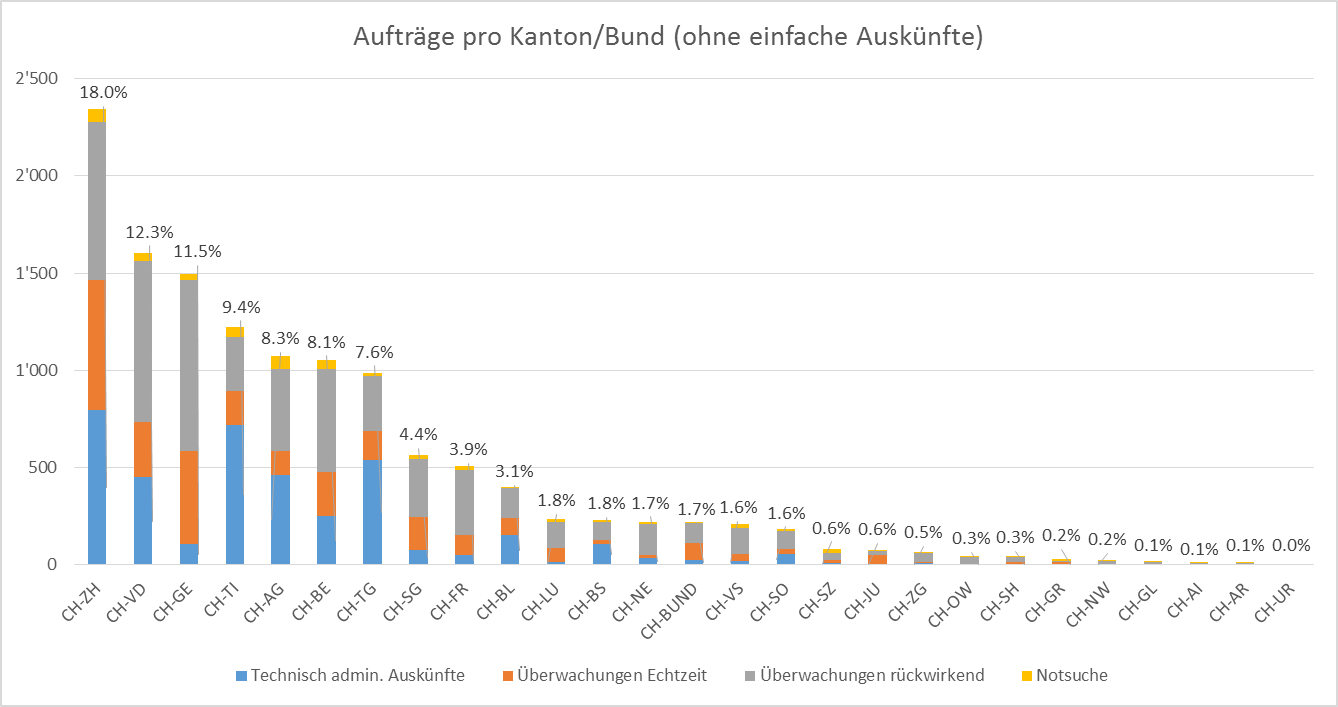 Aufträge pro Kanton/Bund (ohne einfache Auskünfte)
2'500
2'000
1'500
1'000
500
0
18.0%
12.3%
11.5%
9.4%
8.3%
8.1%
7.6%
4.4%
3.9%
3.1%
1.8%
1.8%
1.7%
1.7%
1.6%
1.6%
0.6%
0.6%
0.5%
0.3%
0.3%
0.2%
0.2%
0.1%
0.1%
0.1%
0.0%
CH-ZH
CH-VD
CH-GE
CH-TI
CH-AG
CH-BE
CH-TG
CH-SG
CH-FR
CH-BL
CH-LU
CH-BS
CH-NE
CH-BUND
CH-VS
CH-SO
CH-SZ
CH-JU
CH-ZG
CH-OW
CH-SH
CH-GR
CH-NW
CH-GL
CH-AI
CH-AR
CH-UR
Technisch admin. Auskünfte
Überwachungen Echtzeit
Überwachungen rückwirkend
Notsuche